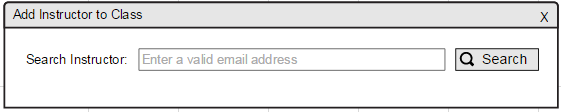 Add Instructor to Class X
Search Instructor: Enter a valid email address Search